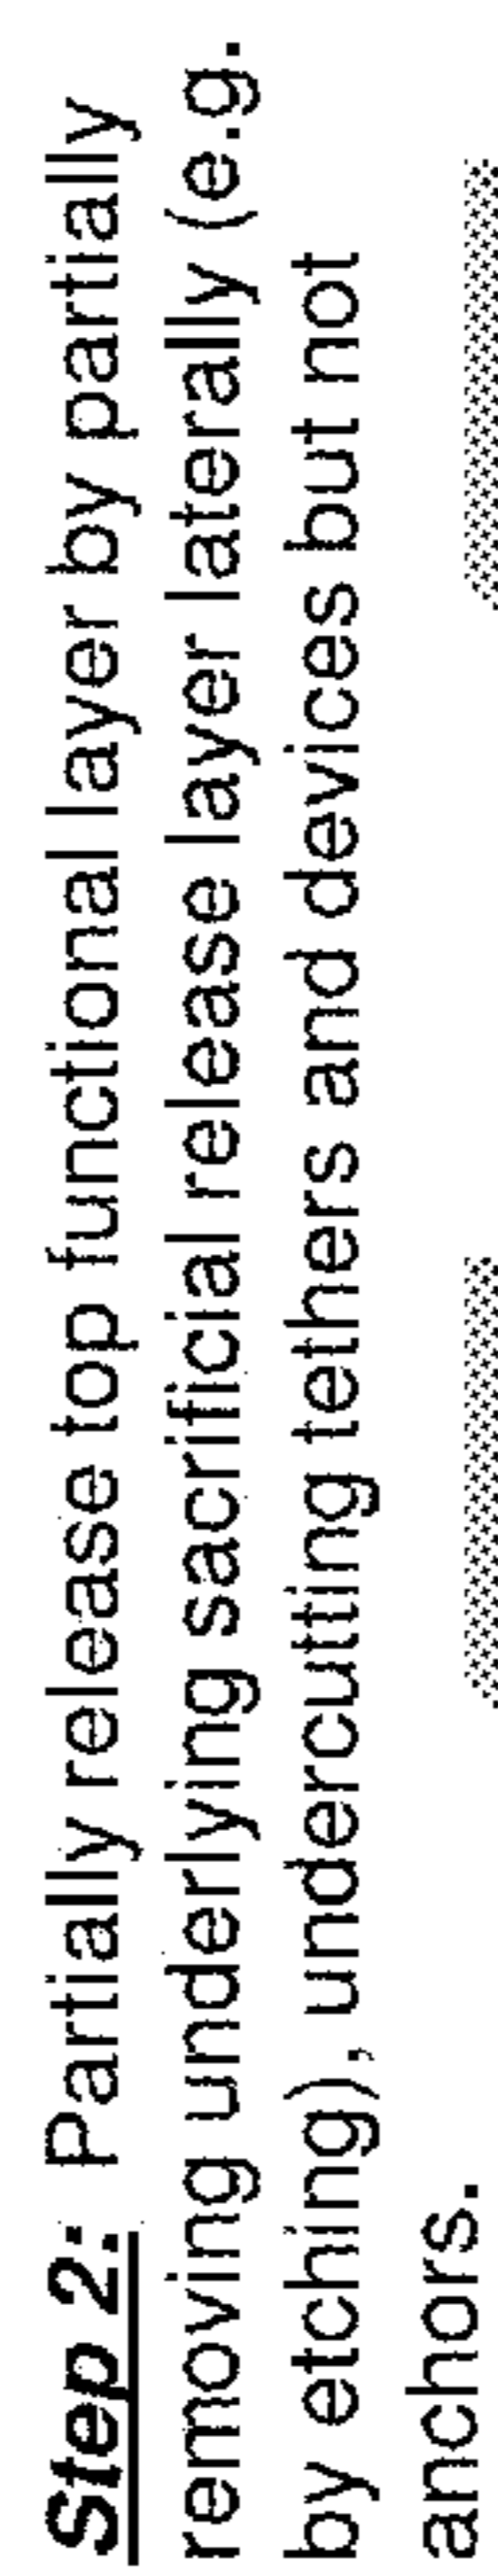 Step 2: Partially release top functional layer by partially
removing underlying sacrificial release layer laterally (e.g.
by etching), undercutting tethers and devices but not
anchors.